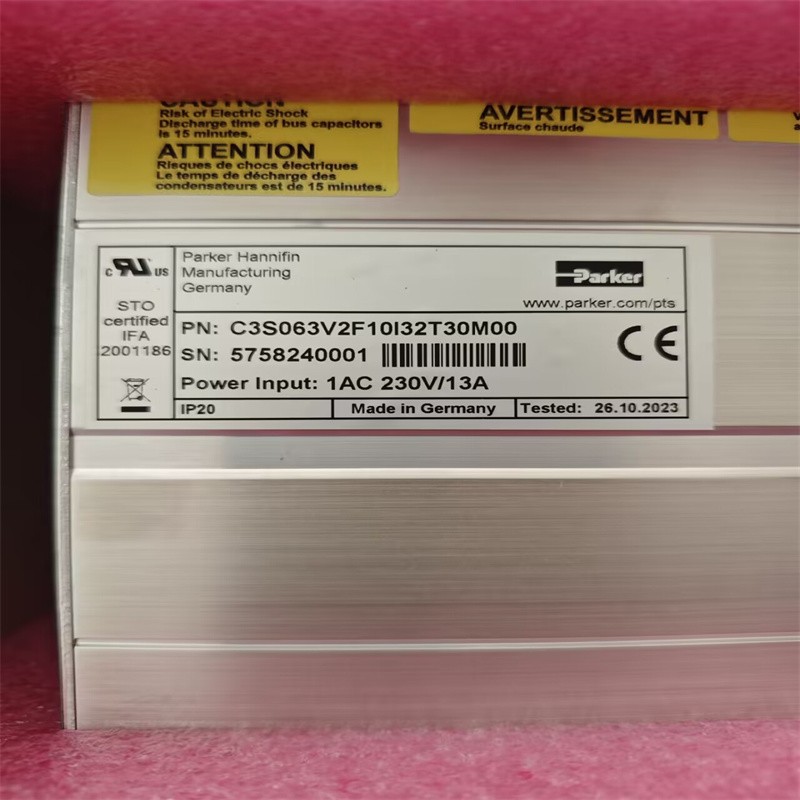 CAUTION
Risk of Electric Shock
Discharge time of bus capacitors
is 15 minutes.
ATTENTION
Risques de chocs électriques
Le temps de décharge des
condensateurs est de 15 minutes.
AVERTISSEMENT
Surface chaude
c RU US
STO
certified
IFA
2001186
Parker Hannifin
Manufacturing
Germany
Parker
www.parker.com/pts
PN: C3S063V2F10I32T30M00
SN: 5758240001
Power Input: 1AC 230V/13A
CE
IP20
Made in Germany
Tested: 26.10.2023